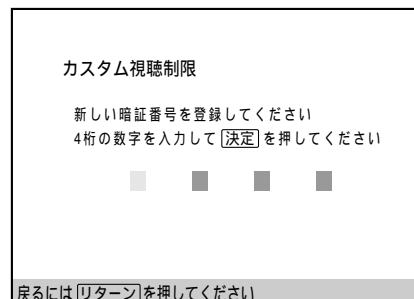 カスタム視聴制限
新しい暗証番号を登録してください
4桁の数字を入力して決定を押してください
戻るにはリターンを押してください